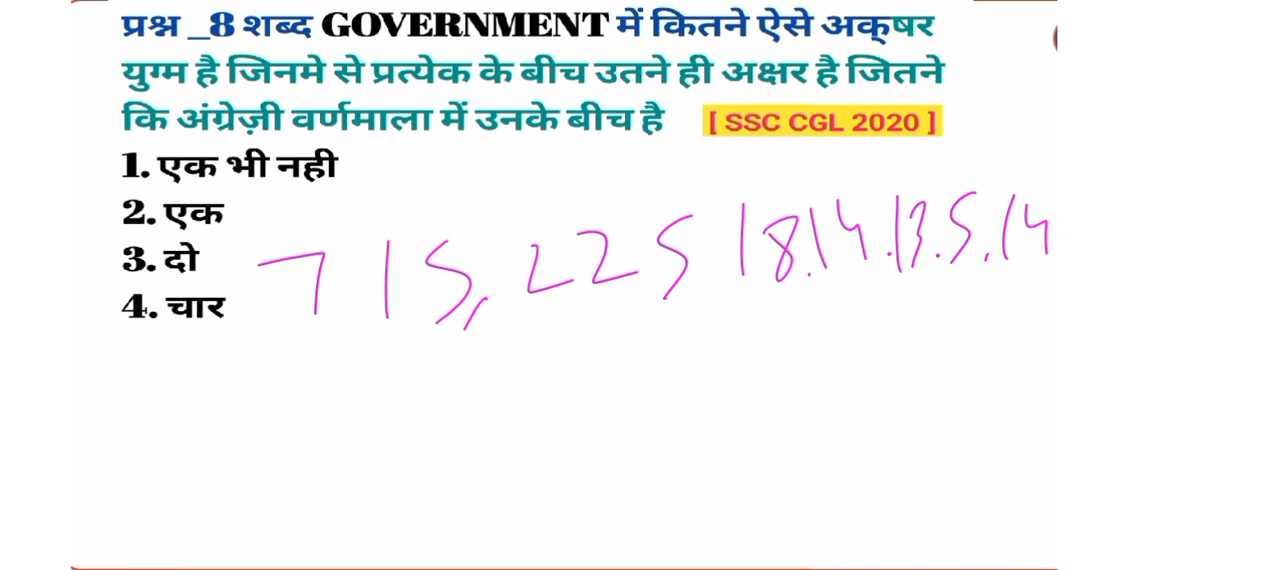 प्रश्न _8 शब्द GOVERNMENT में कितने ऐसे अक्षर
युग्म है जिनमे से प्रत्येक के बीच उतने ही अक्षर है जितने
कि अंग्रेज़ी वर्णमाला में उनके बीच है [ SSC CGL 2020 ]
1. एक भी नही
2. एक
3. दो
4. चार
7 15, 22 5 18.14.13.5.14